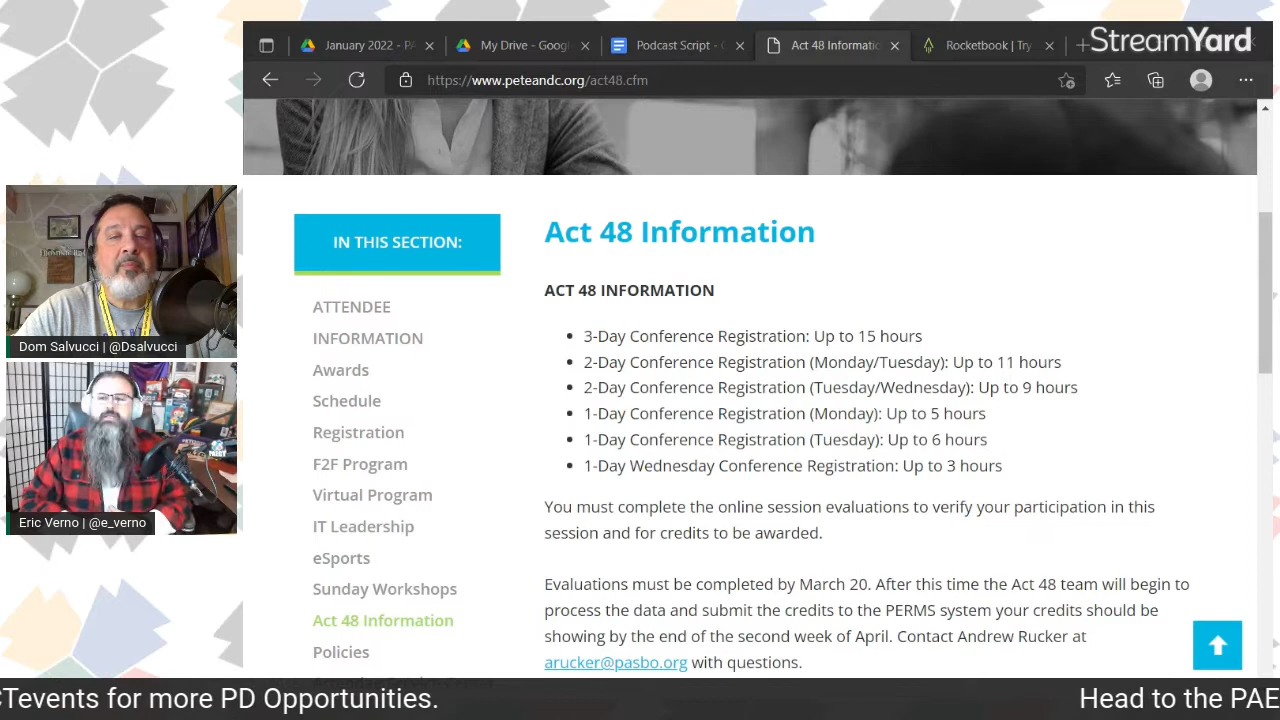 January 2022 - PA
My Drive - Goog
Podcast Script -
Act 48 Informatio
Rocketbook | Try
StreamYard
https://www.peteandc.org/act48.cfm
IN THIS SECTION:
ATTENDEE
INFORMATION
Awards
Schedule
Registration
F2F Program
Virtual Program
IT Leadership
eSports
Sunday Workshops
Act 48 Information
Policies
Act 48 Information
ACT 48 INFORMATION
• 3-Day Conference Registration: Up to 15 hours
• 2-Day Conference Registration (Monday/Tuesday): Up to 11 hours
• 2-Day Conference Registration (Tuesday/Wednesday): Up to 9 hours
• 1-Day Conference Registration (Monday): Up to 5 hours
• 1-Day Conference Registration (Tuesday): Up to 6 hours
• 1-Day Wednesday Conference Registration: Up to 3 hours
You must complete the online session evaluations to verify your participation in this
session and for credits to be awarded.
Evaluations must be completed by March 20. After this time the Act 48 team will begin to
process the data and submit the credits to the PERMS system your credits should be
showing by the end of the second week of April. Contact Andrew Rucker at
arucker@pasbo.org with questions.
Dom Salvucci | @Dsalvucci
Eric Verno | @e_verno
CTevents for more PD Opportunities.
Head to the PAE